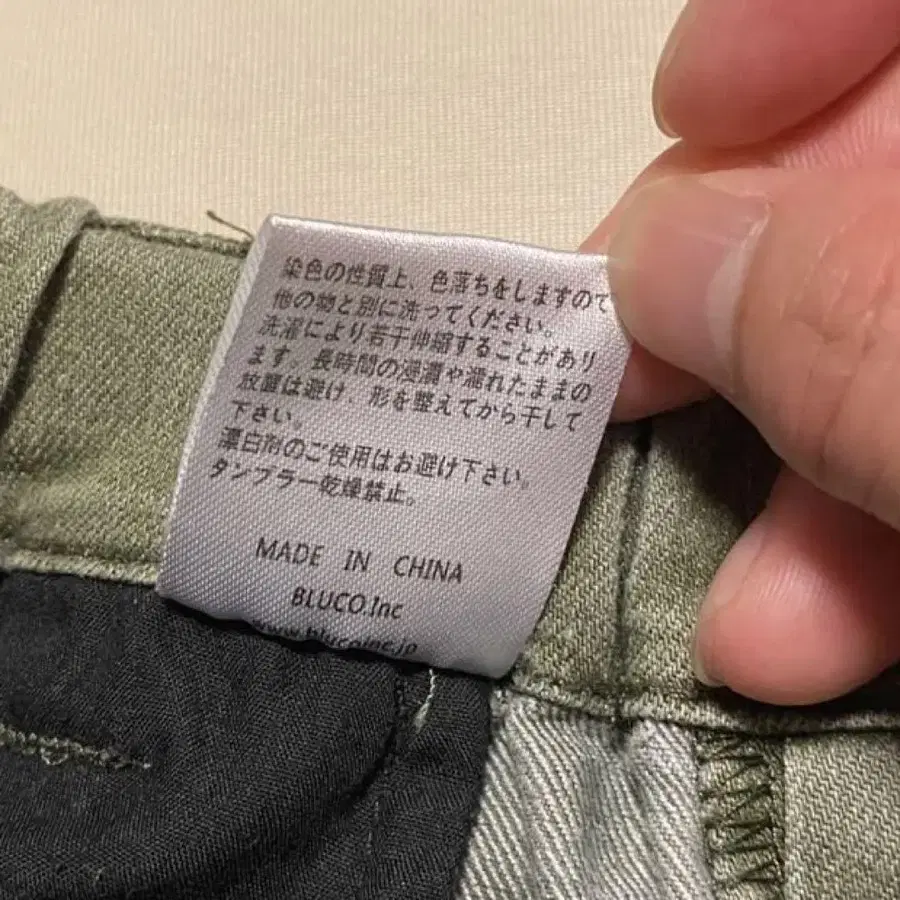 染色の性質上、色落ちをしますので
他の物と別に洗ってください。
洗濯により若干伸縮することがあり
ます。長時間の浸漬や濡れたままの
放置は避け、形を整えてから干して
下さい。
漂白剤のご使用はお避け下さい。
タンブラー乾燥禁止。
MADE IN CHINA
BLUCO.Inc
www.blucoinc.jp